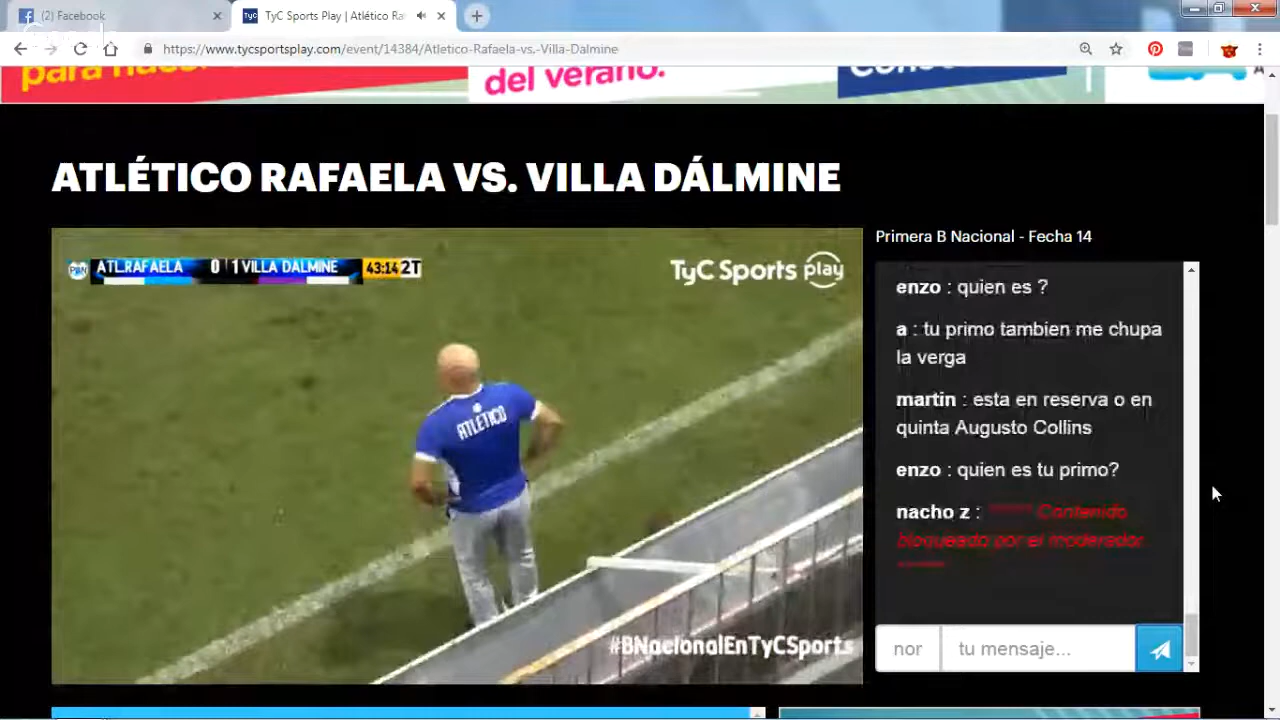 (2) Facebook
TyC Sports Play | Atlético Ra
https://www.tycsportsplay.com/event/14384/Atletico-Rafaela-vs.-Villa-Dalmine
del verano.
ATLÉTICO RAFAELA VS. VILLA DÁLMINE
ATL.RAFAELA 0 1 VILLA DALMINE 43:14 2T
TyC Sports play
ATLETICO
#BNacionalEnTyCSports
Primera B Nacional - Fecha 14
enzo : quien es ?
a : tu primo tambien me chupa
la verga
martin : esta en reserva o en
quinta Augusto Collins
enzo : quien es tu primo?
nacho z : ***** Contenido
bloqueado por el moderador
nor
tu mensaje...